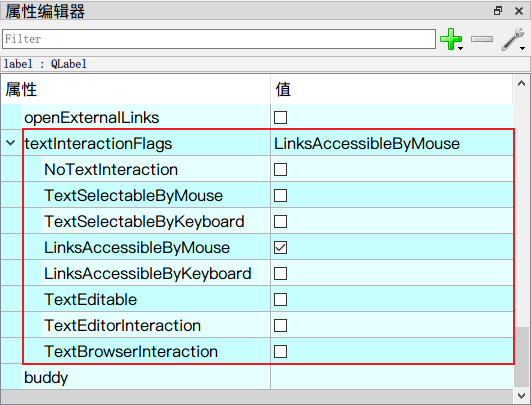 属性编辑器
Filter
label : QLabel
属性 值
openExternalLinks
textInteractionFlags LinksAccessibleByMouse
NoTextInteraction
TextSelectableByMouse
TextSelectableByKeyboard
LinksAccessibleByMouse
LinksAccessibleByKeyboard
TextEditable
TextEditorInteraction
TextBrowserInteraction
buddy